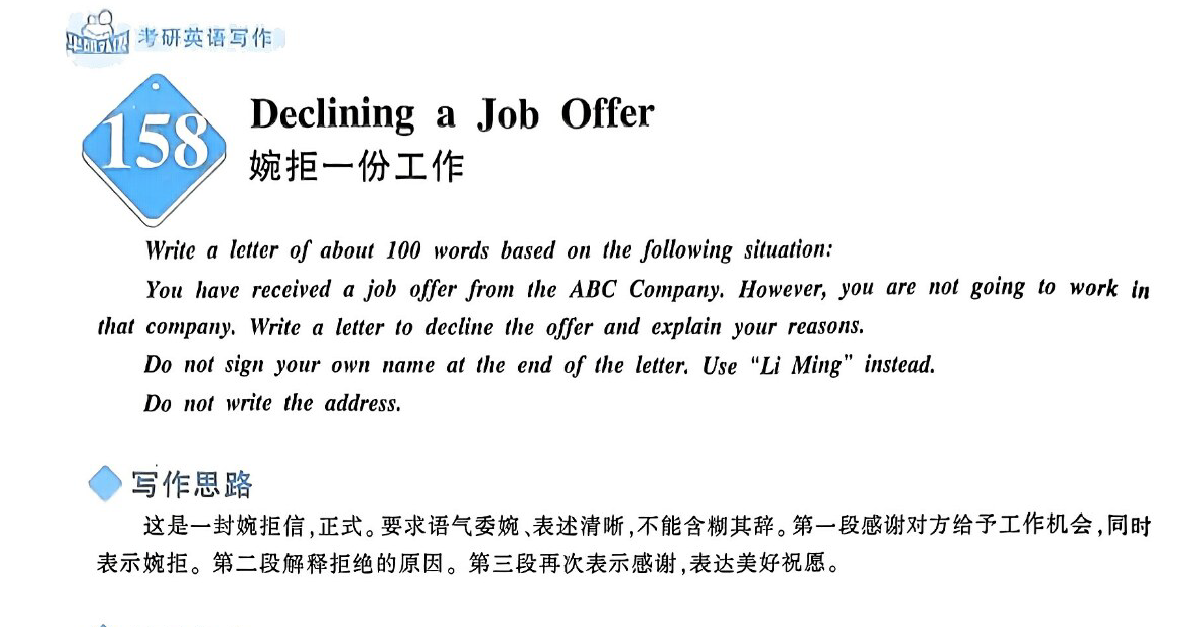 考研英语写作
158
Declining a Job Offer
婉拒一份工作
Write a letter of about 100 words based on the following situation:
You have received a job offer from the ABC Company. However, you are not going to work in
that company. Write a letter to decline the offer and explain your reasons.
Do not sign your own name at the end of the letter. Use “Li Ming” instead.
Do not write the address.
写作思路
这是一封婉拒信,正式。要求语气委婉、表述清晰,不能含糊其辞。第一段感谢对方给予工作机会,同时
表示婉拒。第二段解释拒绝的原因。第三段再次表示感谢,表达美好祝愿。